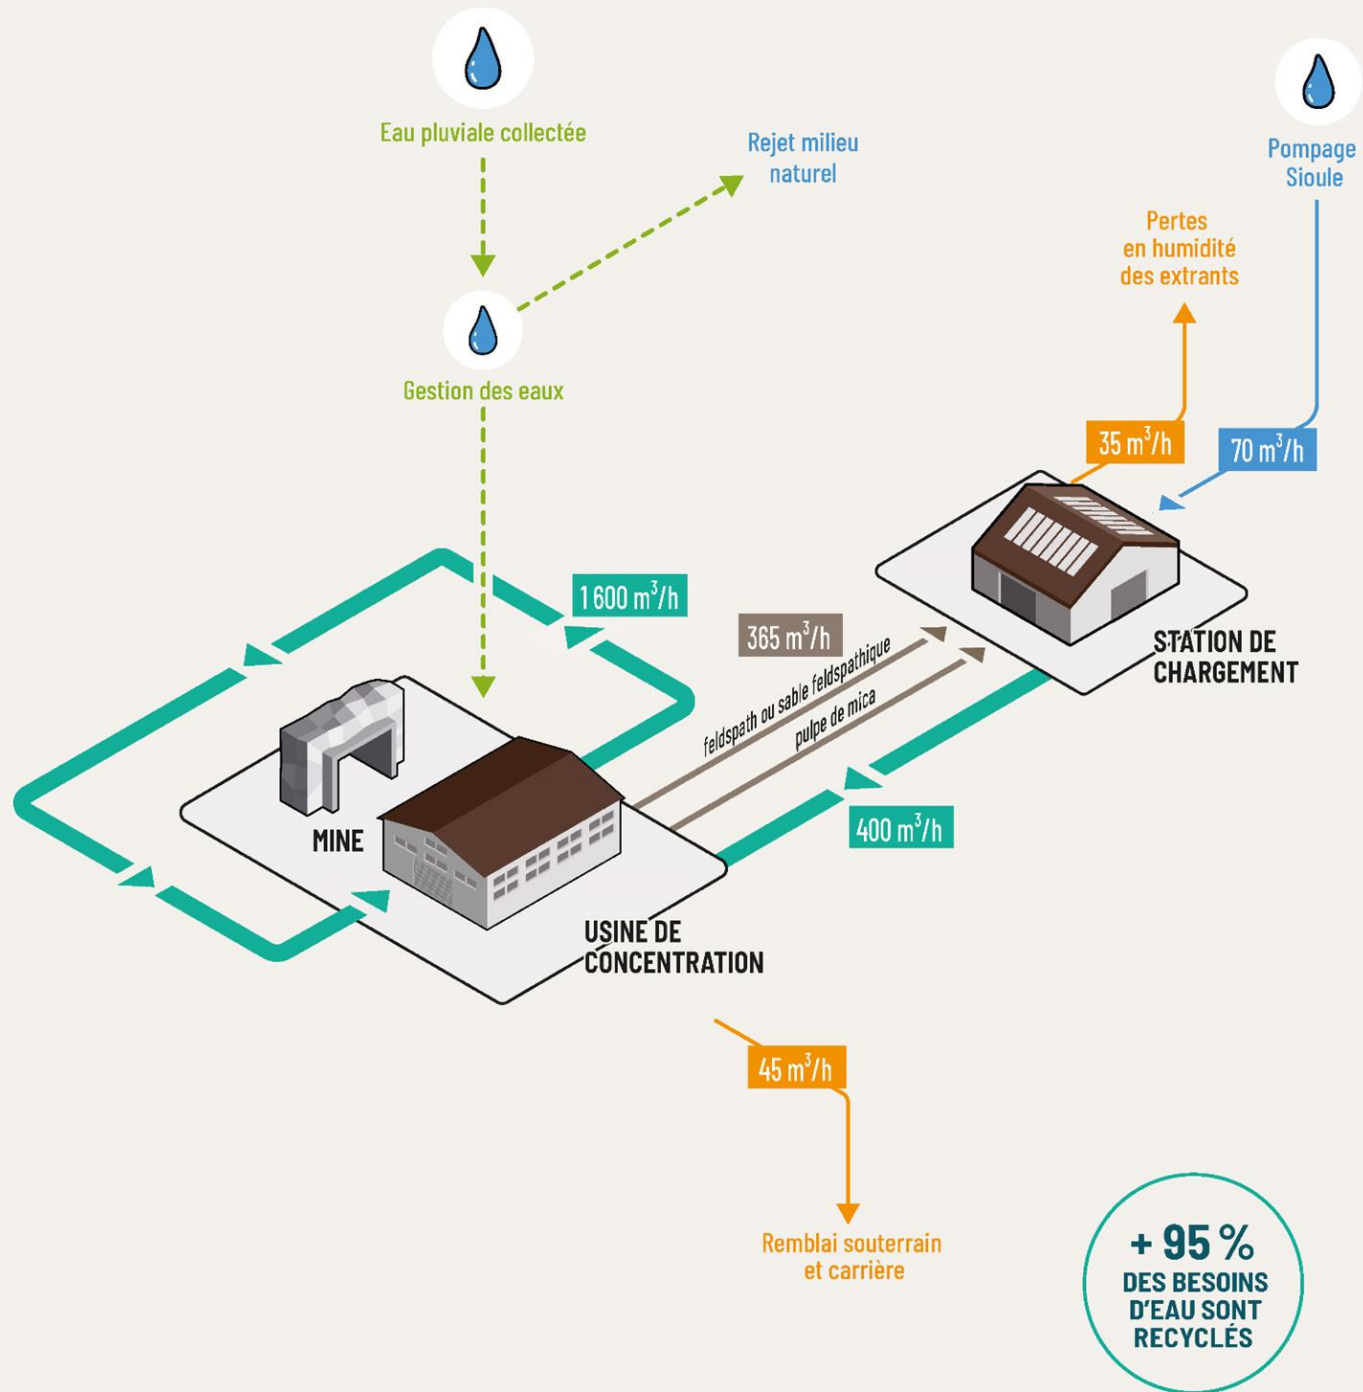 Eau pluviale collectée
Rejet milieu
naturel
Pompage
Sioule
Pertes
en humidité
des extrants
Gestion des eaux
35 m³/h
70 m³/h
1 600 m³/h
365 m³/h
feldspath ou sable feldspathique
pulpe de mica
STATION DE
CHARGEMENT
400 m³/h
MINE
USINE DE
CONCENTRATION
45 m³/h
Remblai souterrain
et carrière
+ 95 %
DES BESOINS
D'EAU SONT
RECYCLÉS